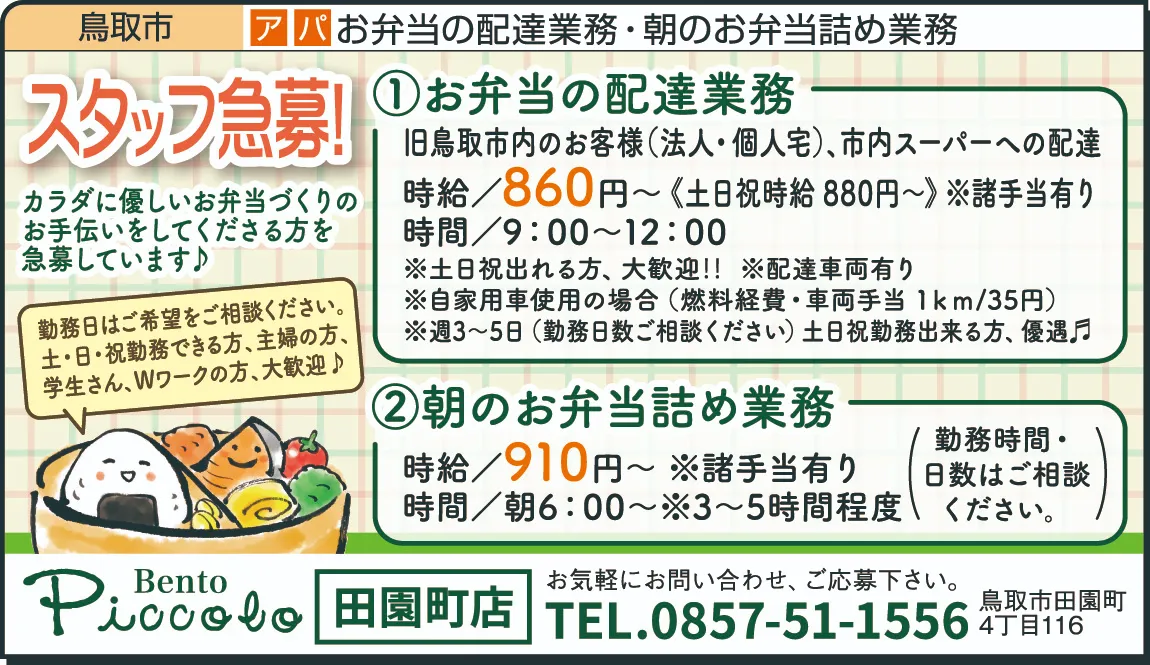 鳥取市
ア パ お弁当の配達業務・朝のお弁当詰め業務
スタッフ急募!
カラダに優しいお弁当づくりの
お手伝いをしてくださる方を
急募しています♪
勤務日はご希望をご相談ください。
土・日・祝勤務できる方、主婦の方、
学生さん、Wワークの方、大歓迎♪
①お弁当の配達業務
旧鳥取市内のお客様(法人・個人宅)、市内スーパーへの配達
時給/860円〜《土日祝時給 880円〜》※諸手当有り
時間/9:00〜12:00
※土日祝出れる方、大歓迎!! ※配達車両有り
※自家用車使用の場合(燃料経費・車両手当 1km/35円)
※週3〜5日(勤務日数ご相談ください)土日祝勤務出来る方、優遇♬
②朝のお弁当詰め業務
時給/910円〜 ※諸手当有り
時間/朝6:00〜※3〜5時間程度
(勤務時間・
日数はご相談
ください。)
Bento
Piccolo
田園町店
お気軽にお問い合わせ、ご応募下さい。
TEL.0857-51-1556
鳥取市田園町
4丁目116